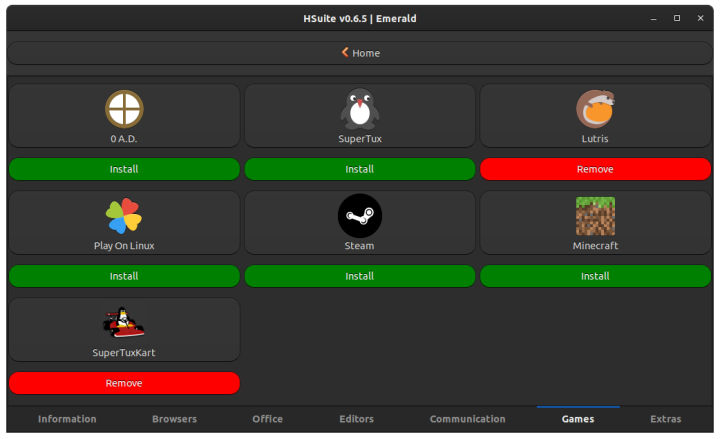 HSuite v0.6.5 | Emerald
Home
0 A.D.
SuperTux
Lutris
Install
Install
Remove
Play On Linux
Steam
Minecraft
Install
Install
Install
SuperTuxKart
Remove
Information
Browsers
Office
Editors
Communication
Games
Extras